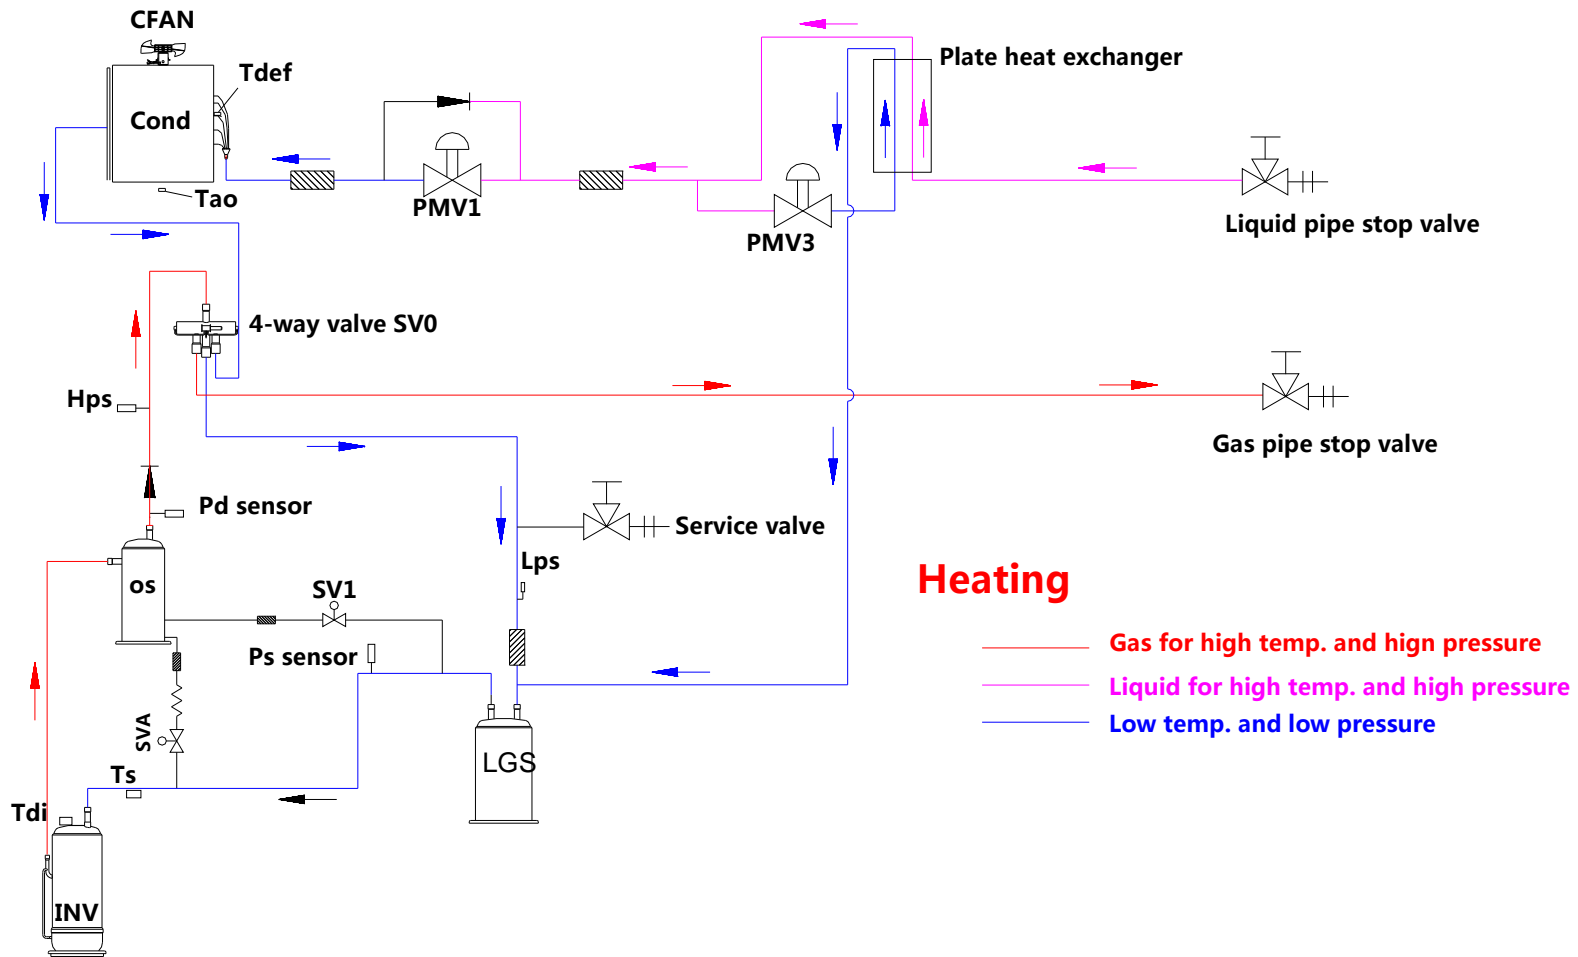 CFAN
Tdef
Plate heat exchanger
Cond
Tao
PMV1
PMV3
Liquid pipe stop valve
4-way valve SV0
Hps
Gas pipe stop valve
Pd sensor
Service valve
Lps
os
SV1
Heating
Ps sensor
Gas for high temp. and hign pressure
Liquid for high temp. and high pressure
Low temp. and low pressure
SVA
LGS
Ts
Tdi
INV